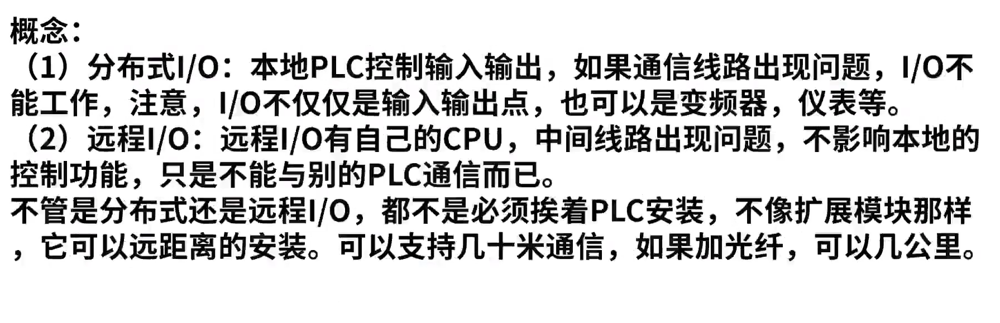 概念：
（1）分布式I/O：本地PLC控制输入输出，如果通信线路出现问题，I/O不
能工作，注意，I/O不仅仅是输入输出点，也可以是变频器，仪表等。
（2）远程I/O：远程I/O有自己的CPU，中间线路出现问题，不影响本地的
控制功能，只是不能与别的PLC通信而已。
不管是分布式还是远程I/O，都不是必须挨着PLC安装，不像扩展模块那样
，它可以远距离的安装。可以支持几十米通信，如果加光纤，可以几公里。